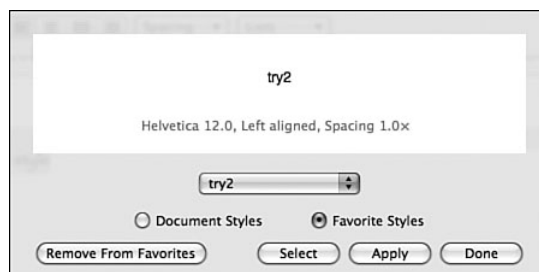 try2
Helvetica 12.0, Left aligned, Spacing 1.0×
try2
Document Styles Favorite Styles
Remove From Favorites Select Apply Done